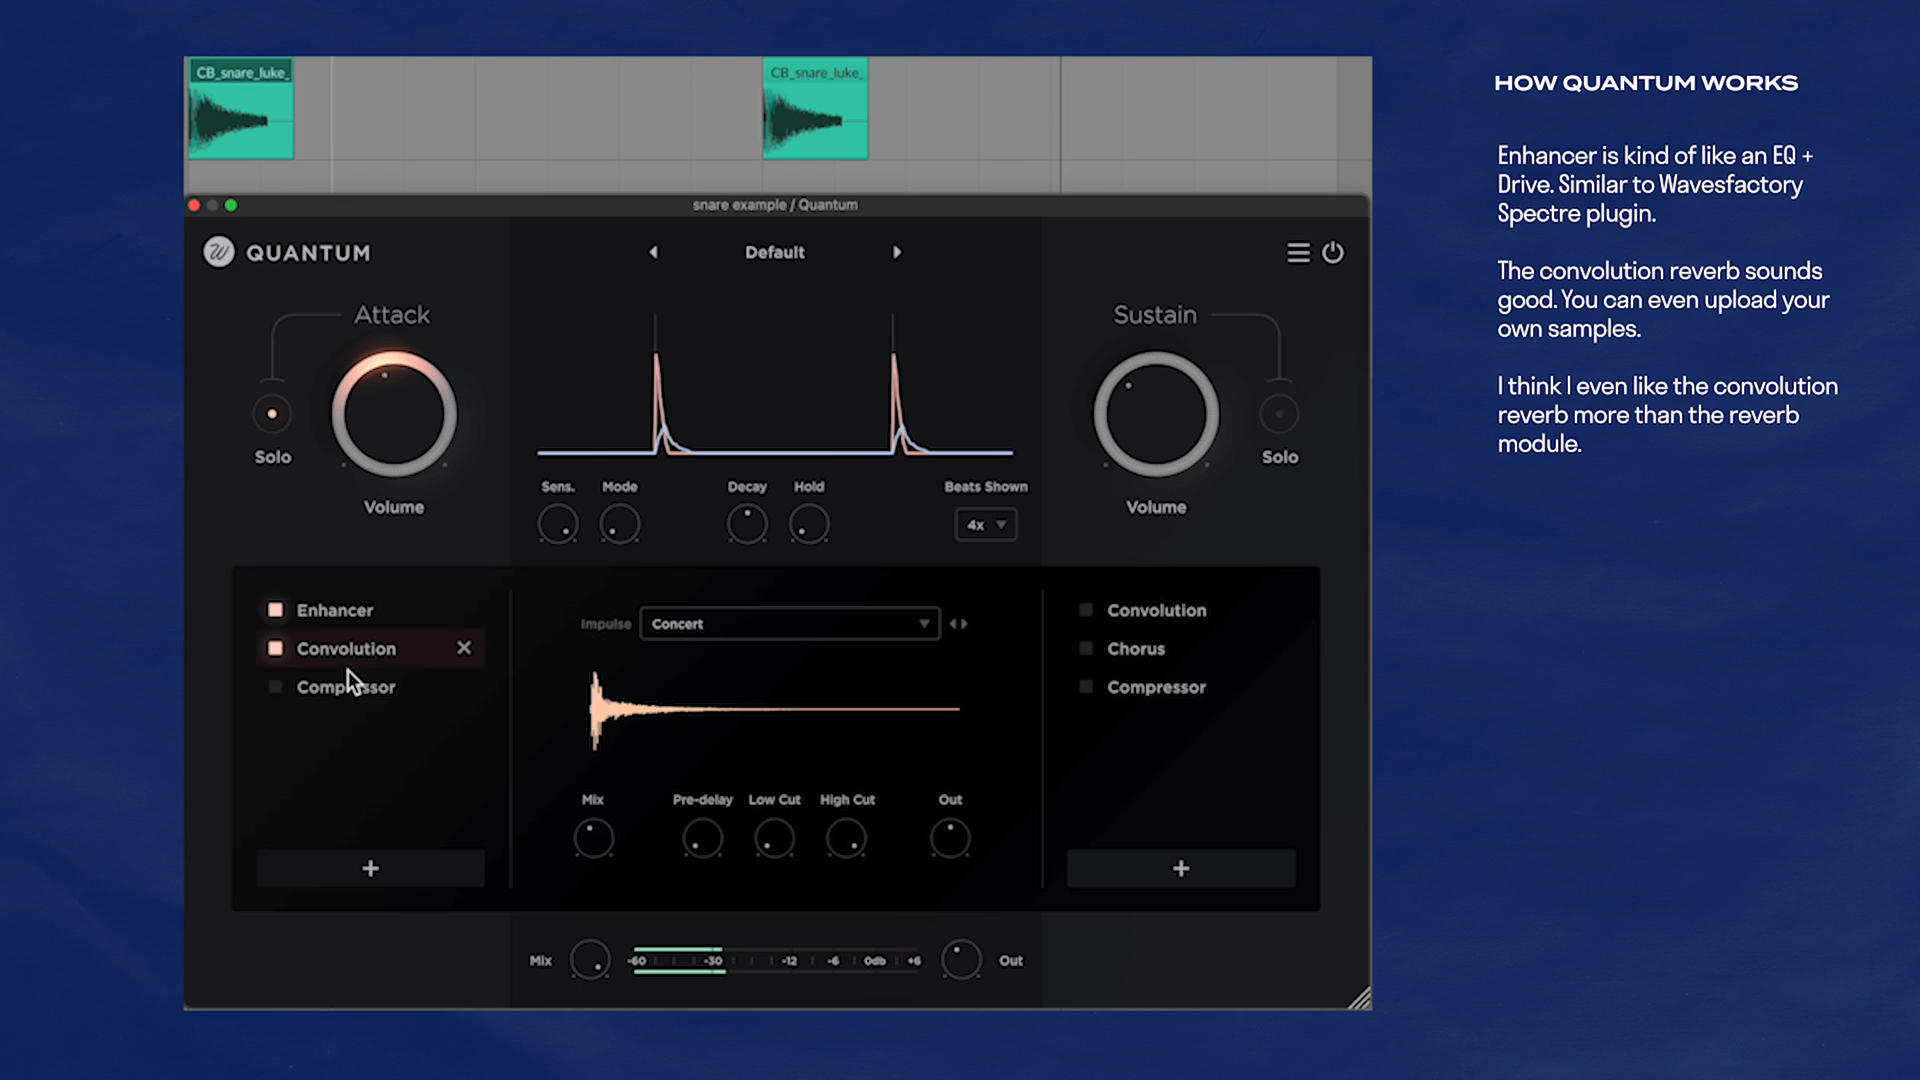 CB_snare_luke_
CB_snare_luke_
HOW QUANTUM WORKS
Enhancer is kind of like an EQ +
Drive. Similar to Wavesfactory
Spectre plugin.
The convolution reverb sounds
good. You can even upload your
own samples.
I think I even like the convolution
reverb more than the reverb
module.
snare example / Quantum
QUANTUM
Default
Attack
Sustain
Solo
Volume
Solo
Volume
Sens.
Mode
Decay
Hold
Beats Shown
4x
Enhancer
Convolution
Compressor
+
Impulse
Concert
Mix
Pre-delay
Low Cut
High Cut
Out
Convolution
Chorus
Compressor
+
Mix
-60 -30 -12 -6 0db +6
Out